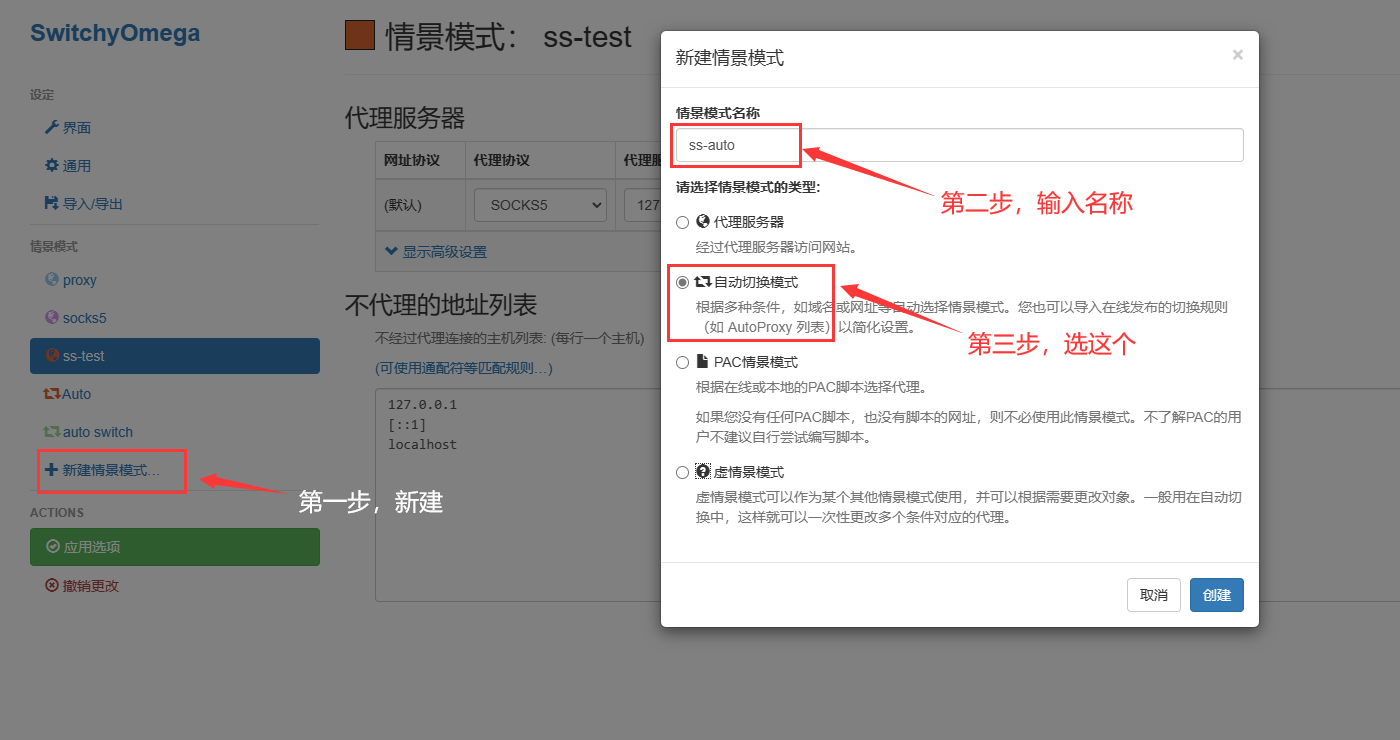 SwitchyOmega
设定
界面
通用
导入/导出
情景模式
proxy
socks5
ss-test
Auto
auto switch
新建情景模式…
第一步，新建
ACTIONS
应用选项
撤销更改
情景模式： ss-test
代理服务器
网址协议 代理协议 代理服
(默认) SOCKS5 127
显示高级设置
不代理的地址列表
不经过代理连接的主机列表: (每行一个主机)
(可使用通配符等匹配规则…)
127.0.0.1
[::1]
localhost
新建情景模式 ×
情景模式名称
ss-auto
第二步，输入名称
请选择情景模式的类型:
代理服务器
经过代理服务器访问网站。
自动切换模式
根据多种条件，如域名或网址等自动选择情景模式。您也可以导入在线发布的切换规则
（如 AutoProxy 列表）以简化设置。
第三步，选这个
PAC情景模式
根据在线或本地的PAC脚本选择代理。
如果您没有任何PAC脚本，也没有脚本的网址，则不必使用此情景模式。不了解PAC的用
户不建议自行尝试编写脚本。
虚情景模式
虚情景模式可以作为某个其他情景模式使用，并可以根据需要更改对象。一般用在自动切
换中，这样就可以一次性更改多个条件对应的代理。
取消 创建